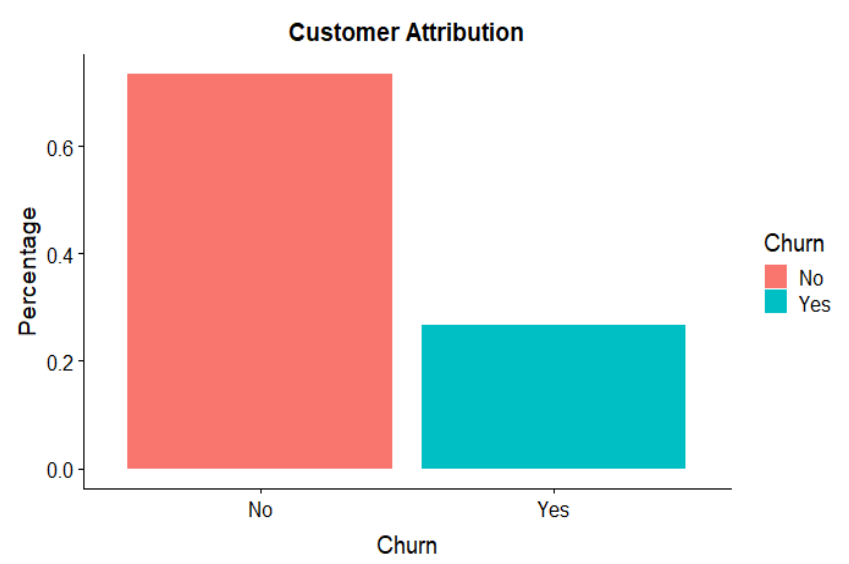 Customer Attribution
Percentage
0.6
0.4
0.2
0.0
No
Yes
Churn
Churn
No
Yes